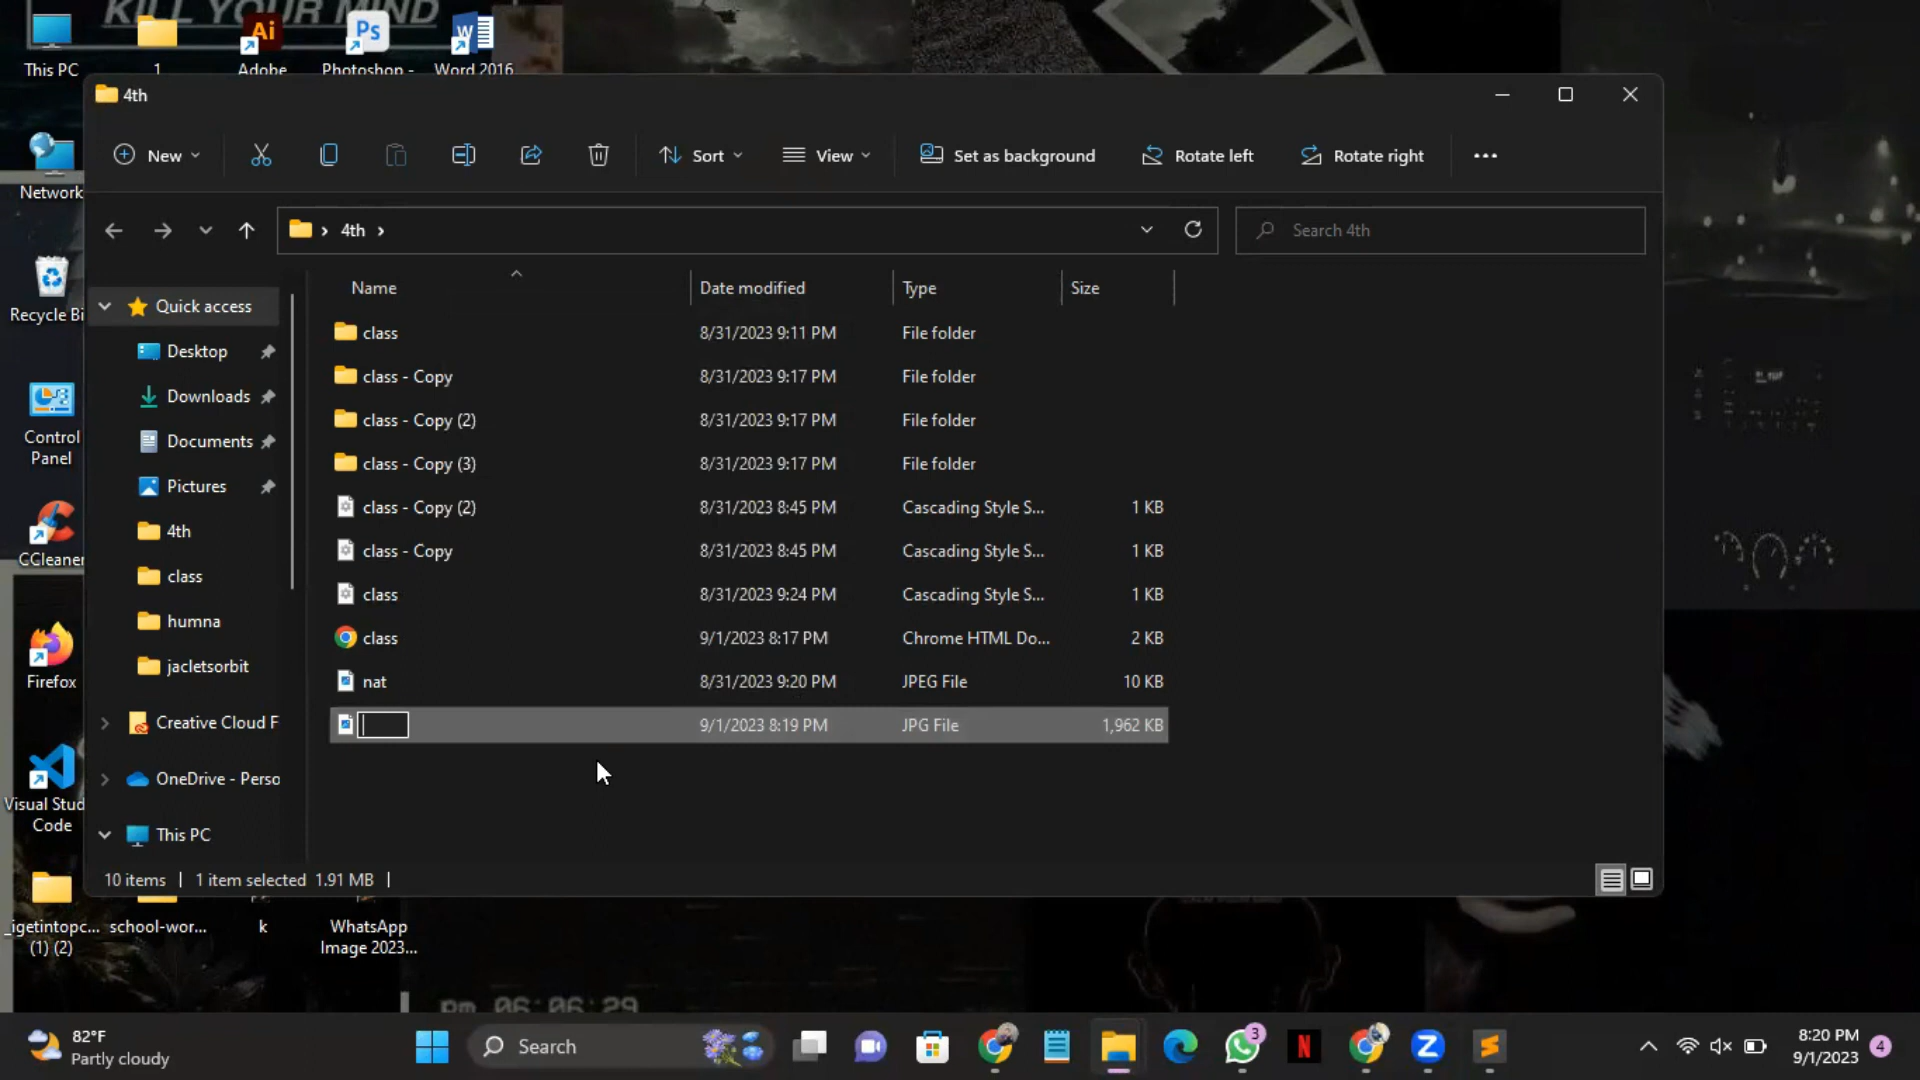 KILL YOUR MIND
This PC
1
Adobe
Photoshop -
Word 2016
4th
New
Sort
View
Set as background
Rotate left
Rotate right
4th
Search 4th
Network
Recycle Bi
Control
Panel
CCleaner
Firefox
Visual Stud
Code
Quick access
Desktop
Downloads
Documents
Pictures
4th
class
humna
jacletsorbit
Creative Cloud F
OneDrive - Perso
This PC
Name Date modified Type Size
class 8/31/2023 9:11 PM File folder
class - Copy 8/31/2023 9:17 PM File folder
class - Copy (2) 8/31/2023 9:17 PM File folder
class - Copy (3) 8/31/2023 9:17 PM File folder
class - Copy (2) 8/31/2023 8:45 PM Cascading Style S... 1 KB
class - Copy 8/31/2023 8:45 PM Cascading Style S... 1 KB
class 8/31/2023 9:24 PM Cascading Style S... 1 KB
class 9/1/2023 8:17 PM Chrome HTML Do... 2 KB
nat 8/31/2023 9:20 PM JPEG File 10 KB
9/1/2023 8:19 PM JPG File 1,962 KB
10 items 1 item selected 1.91 MB
_igetintopc...
(1) (2)
school-wor...
k
WhatsApp
Image 2023...
pm 06:06:29
82°F
Partly cloudy
Search
3
8:20 PM
9/1/2023
4